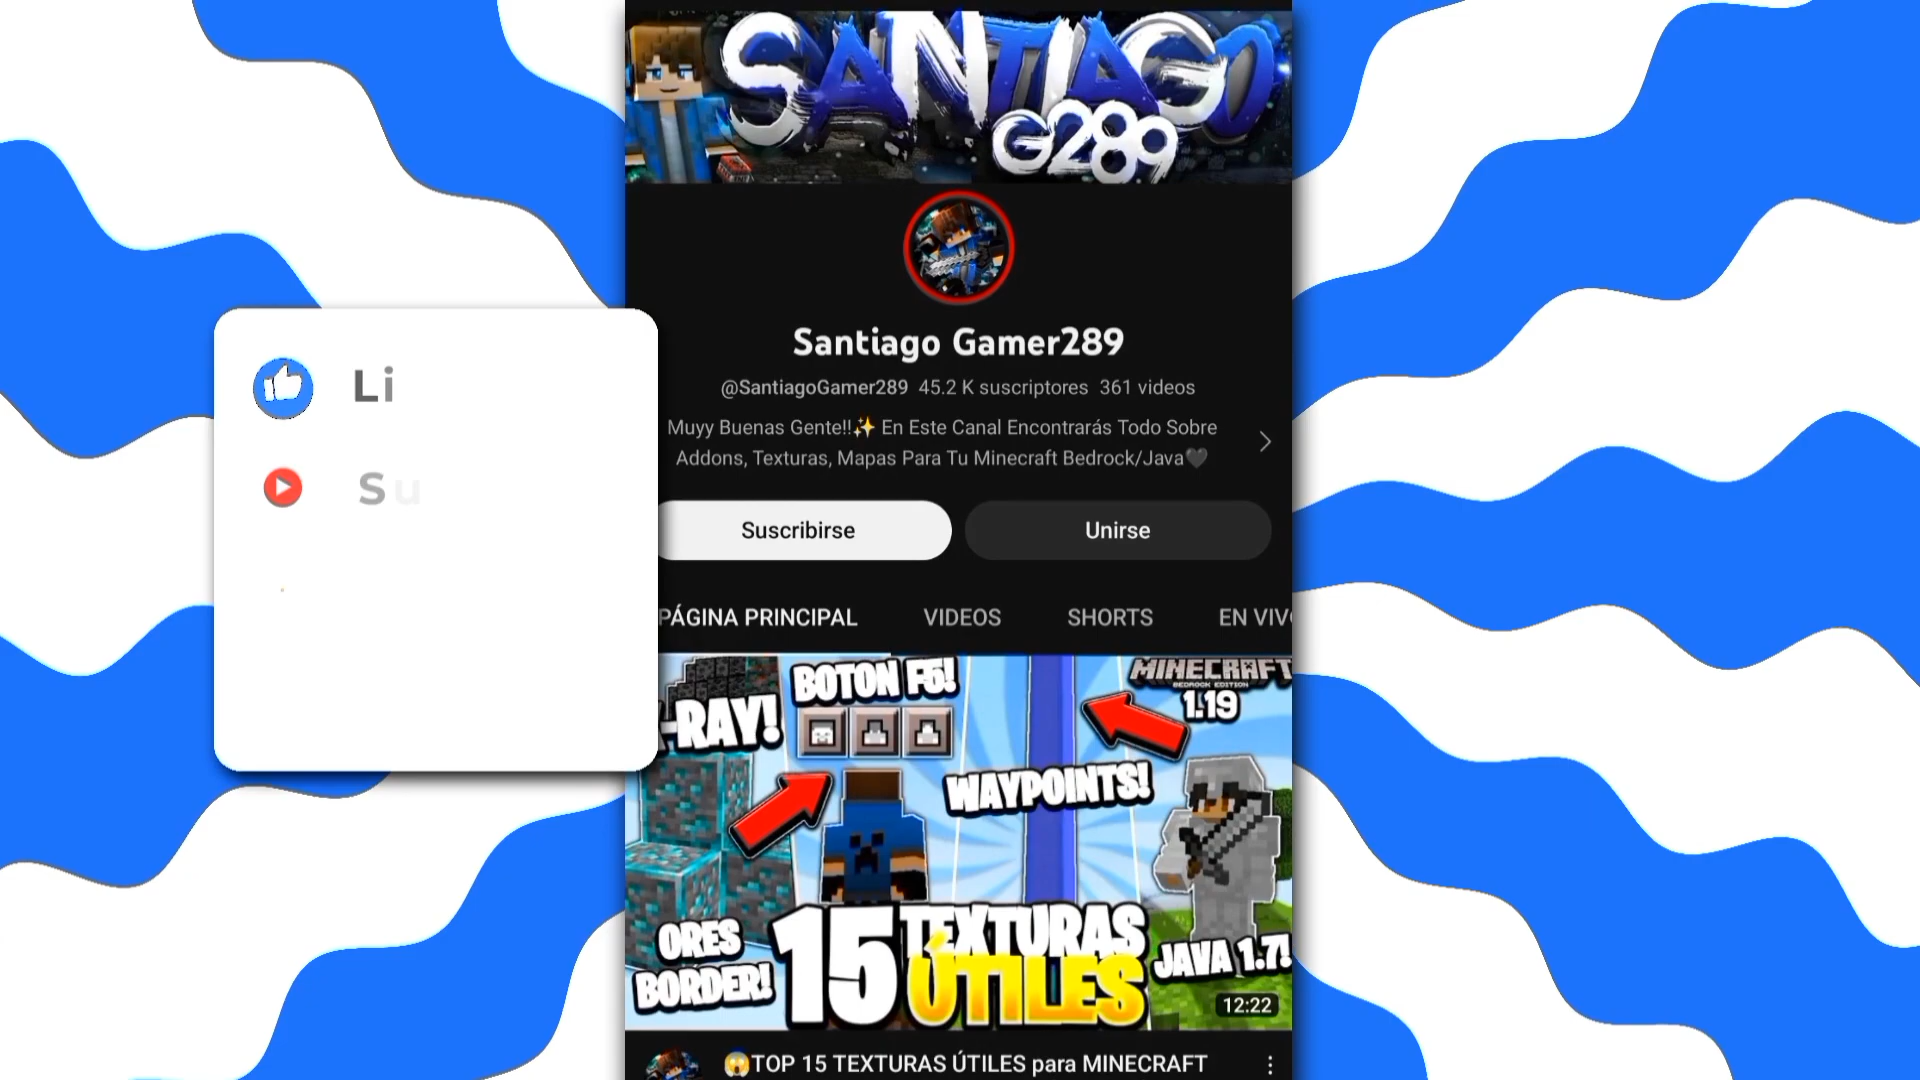 SANTIAGO
G289
Santiago Gamer289
@SantiagoGamer289 45.2 K suscriptores 361 videos
Muyy Buenas Gente!!✨ En Este Canal Encontrarás Todo Sobre
Addons, Texturas, Mapas Para Tu Minecraft Bedrock/Java🖤
Li
Su
Suscribirse
Unirse
PÁGINA PRINCIPAL
VIDEOS
SHORTS
EN VIVO
-RAY!
BOTON F5!
MINECRAFT
BEDROCK EDITION
1.19
WAYPOINTS!
ORES
BORDER!
15 TEXTURAS
ÚTILES
JAVA 1.7!
12:22
😱TOP 15 TEXTURAS ÚTILES para MINECRAFT